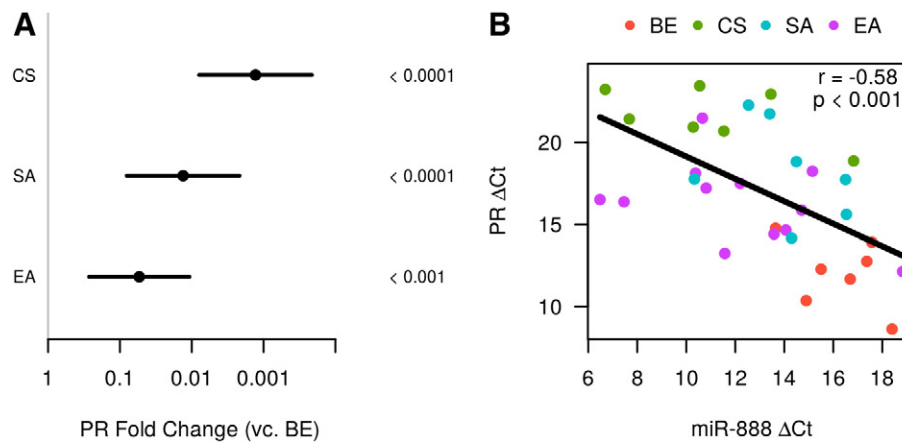 A
CS
< 0.0001
SA
< 0.0001
EA
< 0.001
1 0.1 0.01 0.001
PR Fold Change (vc. BE)
B
BE CS SA EA
r = -0.58
p < 0.001
20
15
10
PR ΔCt
6 8 10 12 14 16 18
miR-888 ΔCt